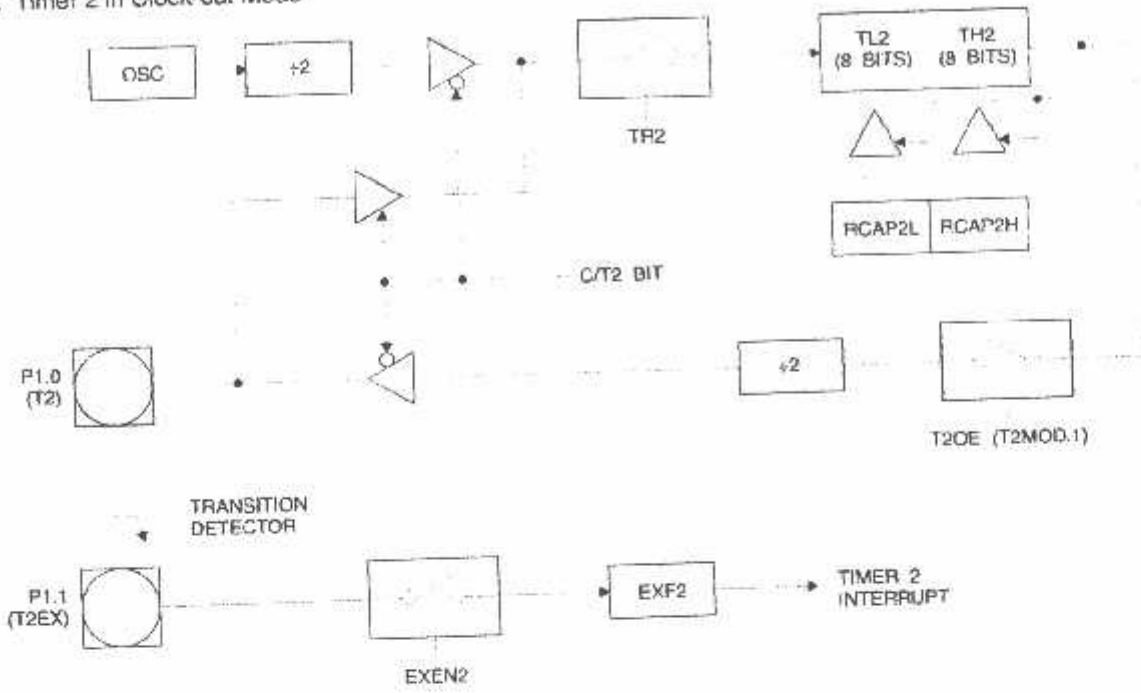 Timer 2 in Clock-Out Mode
OSC
÷2
TR2
TL2
(8 BITS)
TH2
(8 BITS)
RCAP2L
RCAP2H
C/T2 BIT
P1.0
(T2)
÷2
T2OE (T2MOD.1)
TRANSITION
DETECTOR
P1.1
(T2EX)
EXEN2
EXF2
TIMER 2
INTERRUPT